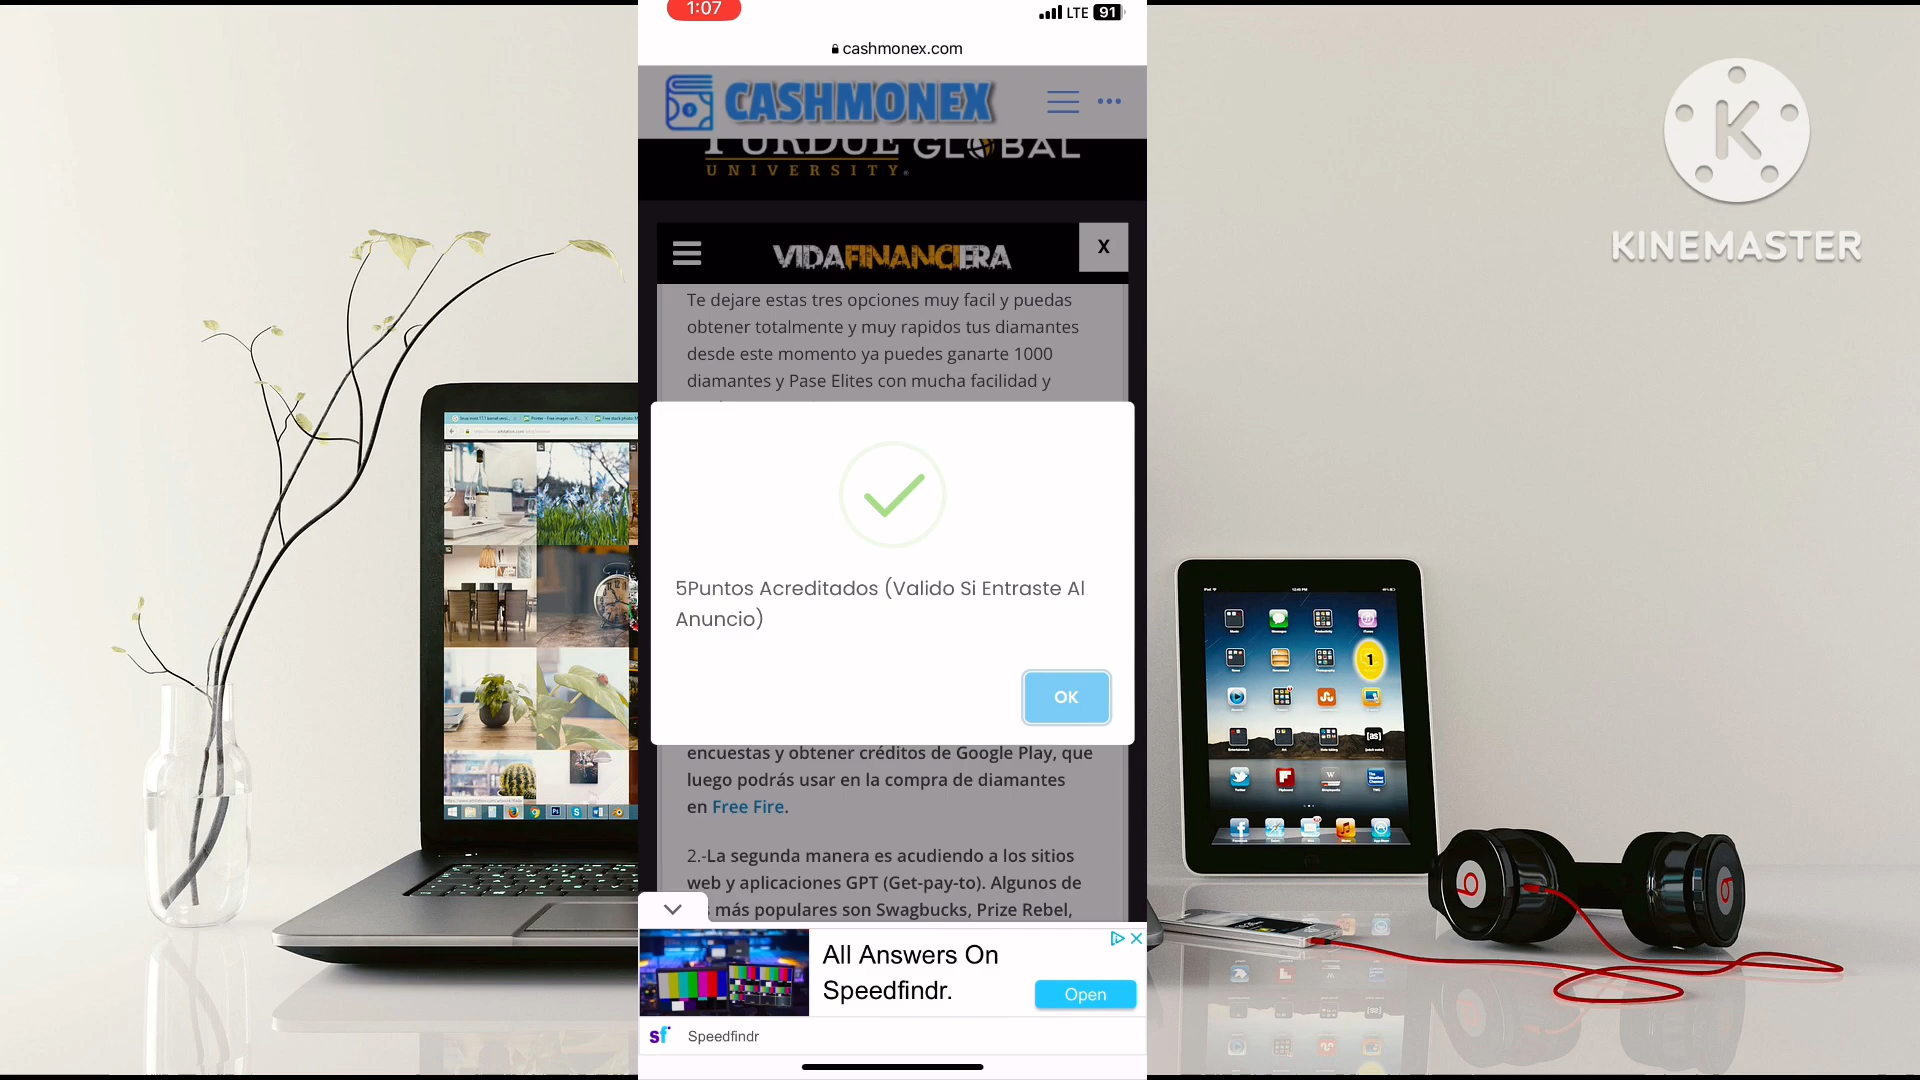 1:07
LTE 91
cashmonex.com
CASHMONEX
PURDUE GLOBAL
UNIVERSITY
VIDAFINANCIERA
X
Te dejare estas tres opciones muy facil y puedas
obtener totalmente y muy rapidos tus diamantes
desde este momento ya puedes ganarte 1000
diamantes y Pase Elites con mucha facilidad y
5Puntos Acreditados (Valido Si Entraste Al
Anuncio)
OK
encuestas y obtener créditos de Google Play, que
luego podrás usar en la compra de diamantes
en Free Fire.
2.-La segunda manera es acudiendo a los sitios
web y aplicaciones GPT (Get-pay-to). Algunos de
más populares son Swagbucks, Prize Rebel,
All Answers On
Speedfindr.
Open
sf Speedfindr
K
KINEMASTER
1